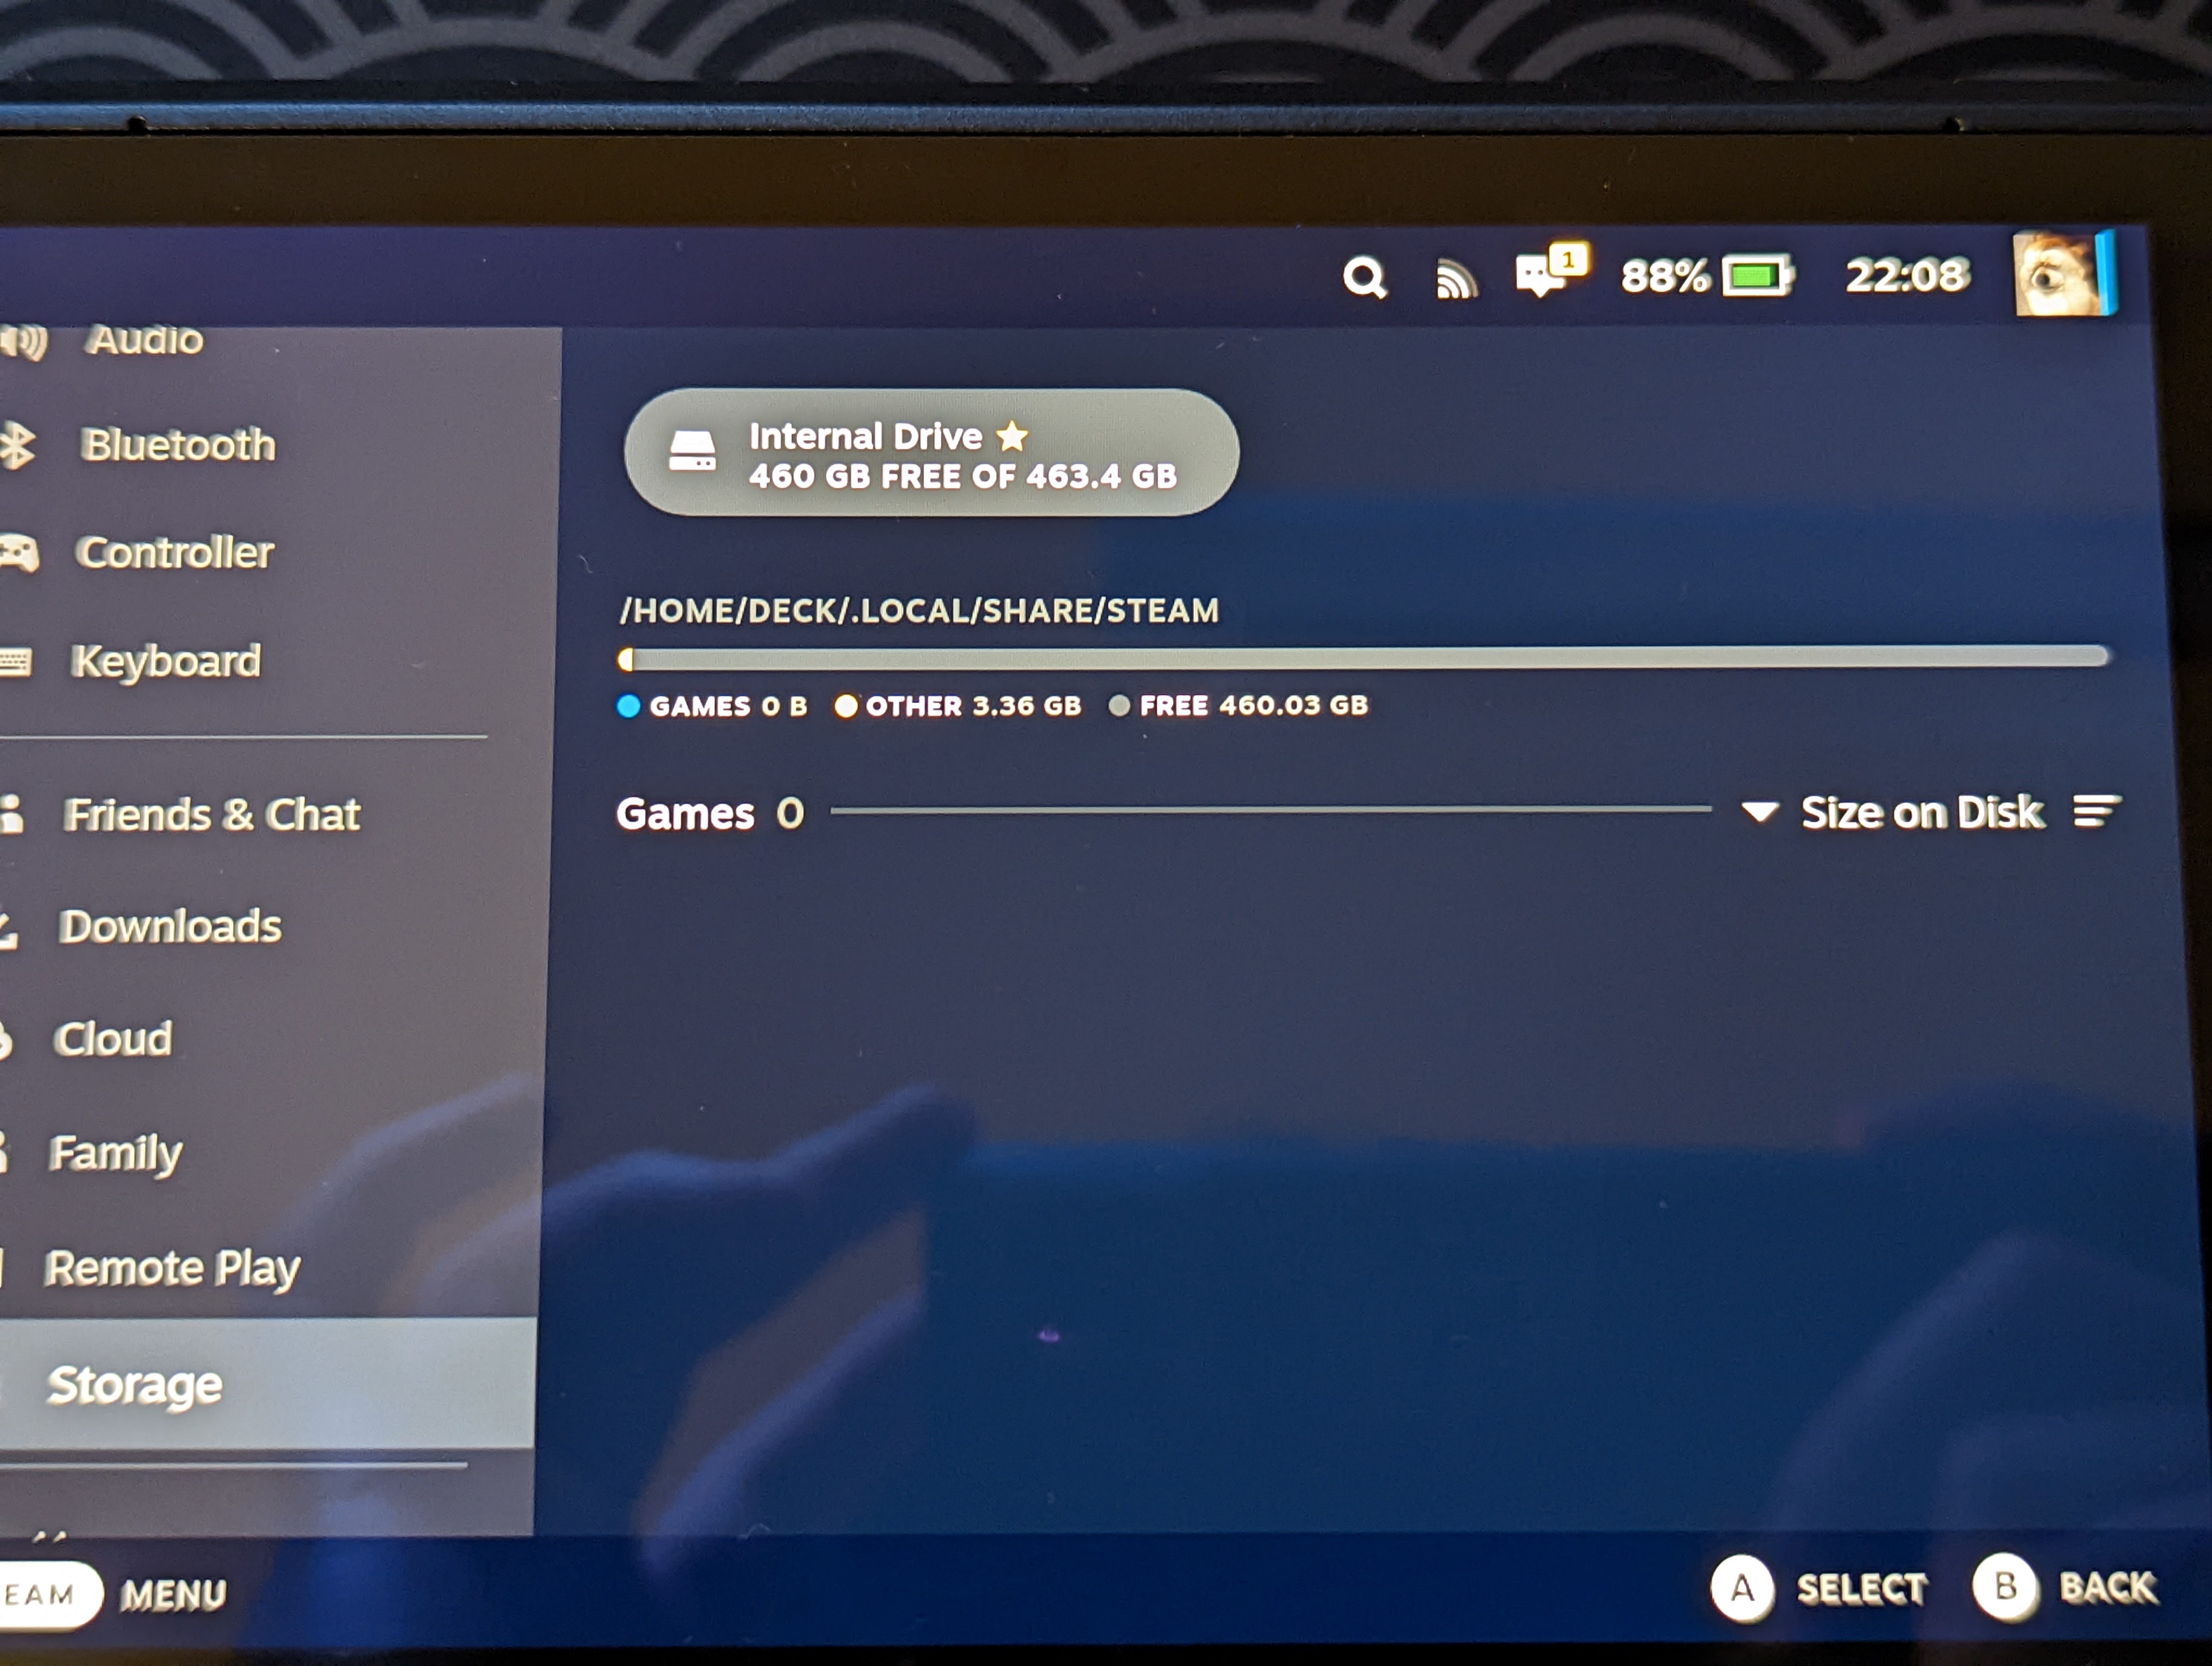 1
88%
22:08
Audio
Bluetooth
Controller
Keyboard
Friends & Chat
Downloads
Cloud
Family
Remote Play
Storage
Internal Drive
460 GB FREE OF 463.4 GB
/HOME/DECK/.LOCAL/SHARE/STEAM
GAMES 0 B OTHER 3.36 GB FREE 460.03 GB
Games 0
Size on Disk
EAM MENU
A SELECT B BACK